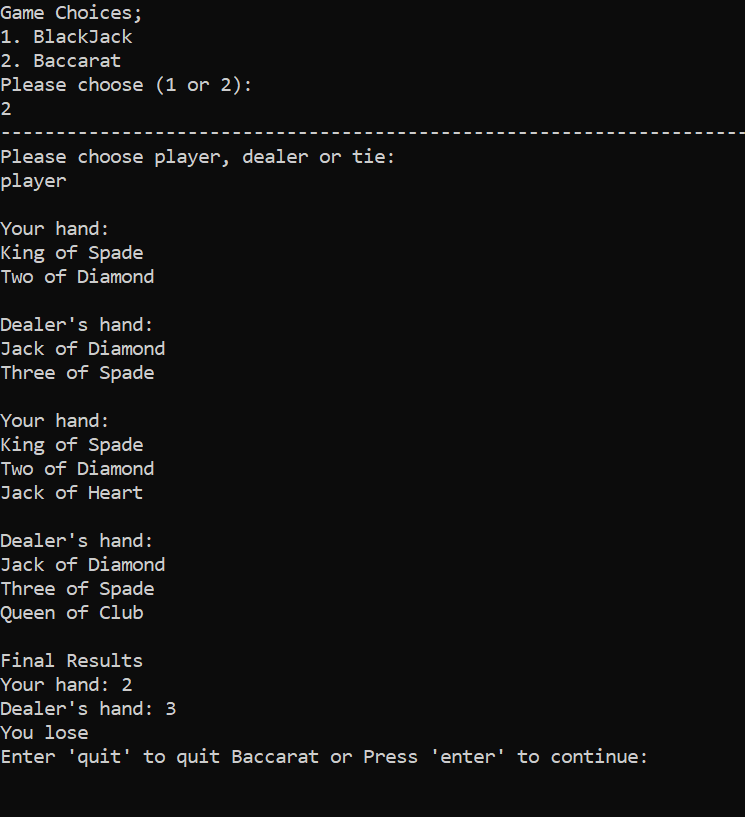 Game Choices;
1. BlackJack
2. Baccarat
Please choose (1 or 2):
2
--------------------------------------------------------------------
Please choose player, dealer or tie:
player

Your hand:
King of Spade
Two of Diamond

Dealer's hand:
Jack of Diamond
Three of Spade

Your hand:
King of Spade
Two of Diamond
Jack of Heart

Dealer's hand:
Jack of Diamond
Three of Spade
Queen of Club

Final Results
Your hand: 2
Dealer's hand: 3
You lose
Enter 'quit' to quit Baccarat or Press 'enter' to continue: